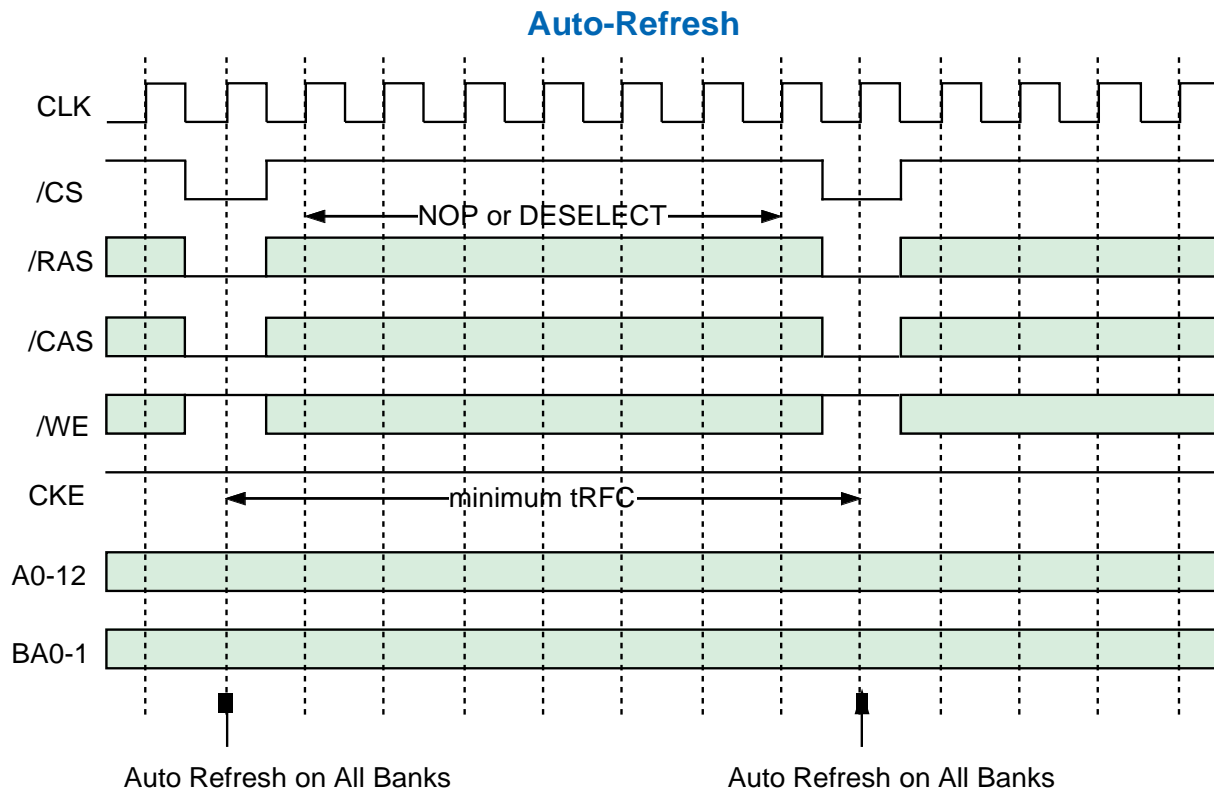 Auto-Refresh
CLK
/CS
NOP or DESELECT
/RAS
/CAS
/WE
CKE
minimum tRFC
A0-12
BA0-1
Auto Refresh on All Banks
Auto Refresh on All Banks